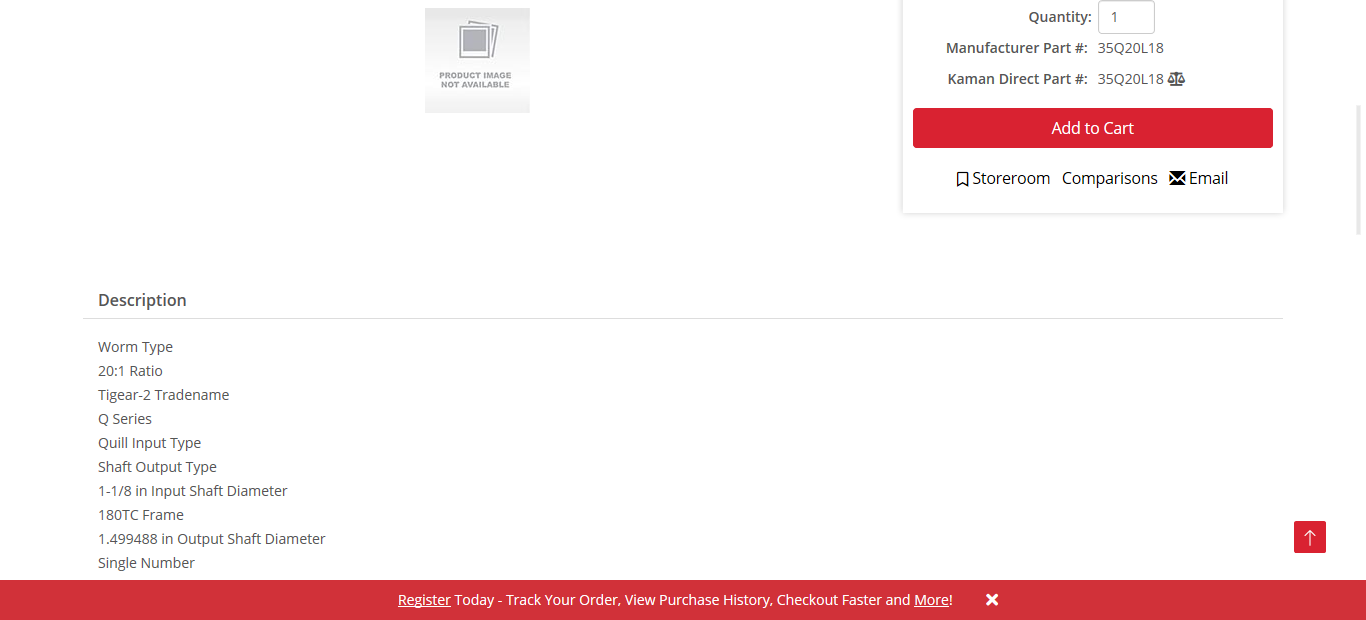 PRODUCT IMAGE
NOT AVAILABLE
Quantity: 1
Manufacturer Part #: 35Q20L18
Kaman Direct Part #: 35Q20L18
Add to Cart
Storeroom Comparisons Email
Description
Worm Type
20:1 Ratio
Tigear-2 Tradename
Q Series
Quill Input Type
Shaft Output Type
1-1/8 in Input Shaft Diameter
180TC Frame
1.499488 in Output Shaft Diameter
Single Number
Register Today - Track Your Order, View Purchase History, Checkout Faster and More!